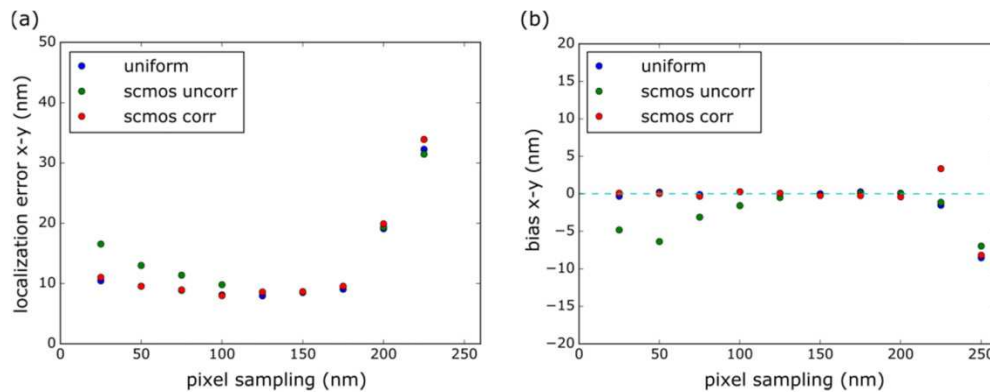 (a)
50
40
30
20
10
0
localization error x-y (nm)
uniform
scmos uncorr
scmos corr
0 50 100 150 200 250
pixel sampling (nm)
(b)
20
15
10
5
0
−5
−10
−15
−20
bias x-y (nm)
uniform
scmos uncorr
scmos corr
0 50 100 150 200 250
pixel sampling (nm)